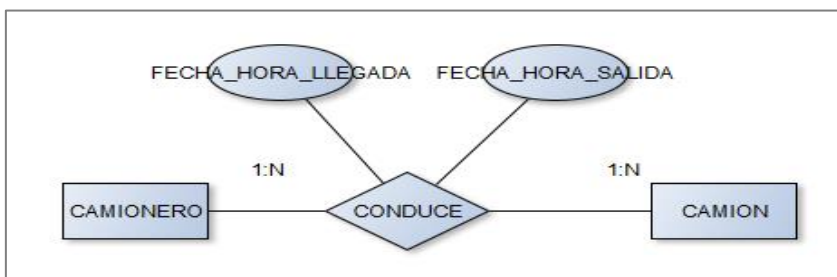 FECHA_HORA_LLEGADA
FECHA_HORA_SALIDA
1:N
1:N
CAMIONERO
CONDUCE
CAMION